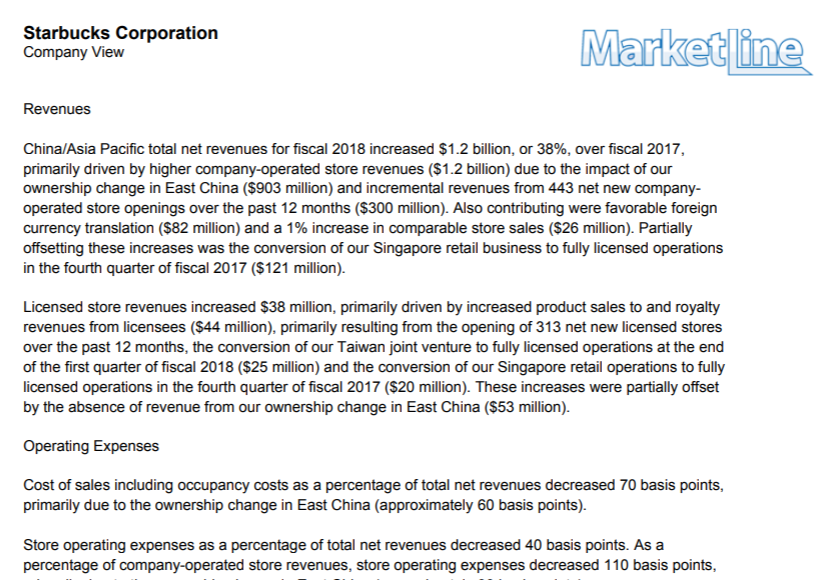 Starbucks Corporation
Company View
MarketLine
Revenues
China/Asia Pacific total net revenues for fiscal 2018 increased $1.2 billion, or 38%, over fiscal 2017,
primarily driven by higher company-operated store revenues ($1.2 billion) due to the impact of our
ownership change in East China ($903 million) and incremental revenues from 443 net new company-
operated store openings over the past 12 months ($300 million). Also contributing were favorable foreign
currency translation ($82 million) and a 1% increase in comparable store sales ($26 million). Partially
offsetting these increases was the conversion of our Singapore retail business to fully licensed operations
in the fourth quarter of fiscal 2017 ($121 million).
Licensed store revenues increased $38 million, primarily driven by increased product sales to and royalty
revenues from licensees ($44 million), primarily resulting from the opening of 313 net new licensed stores
over the past 12 months, the conversion of our Taiwan joint venture to fully licensed operations at the end
of the first quarter of fiscal 2018 ($25 million) and the conversion of our Singapore retail operations to fully
licensed operations in the fourth quarter of fiscal 2017 ($20 million). These increases were partially offset
by the absence of revenue from our ownership change in East China ($53 million).
Operating Expenses
Cost of sales including occupancy costs as a percentage of total net revenues decreased 70 basis points,
primarily due to the ownership change in East China (approximately 60 basis points).
Store operating expenses as a percentage of total net revenues decreased 40 basis points. As a
percentage of company-operated store revenues, store operating expenses decreased 110 basis points,